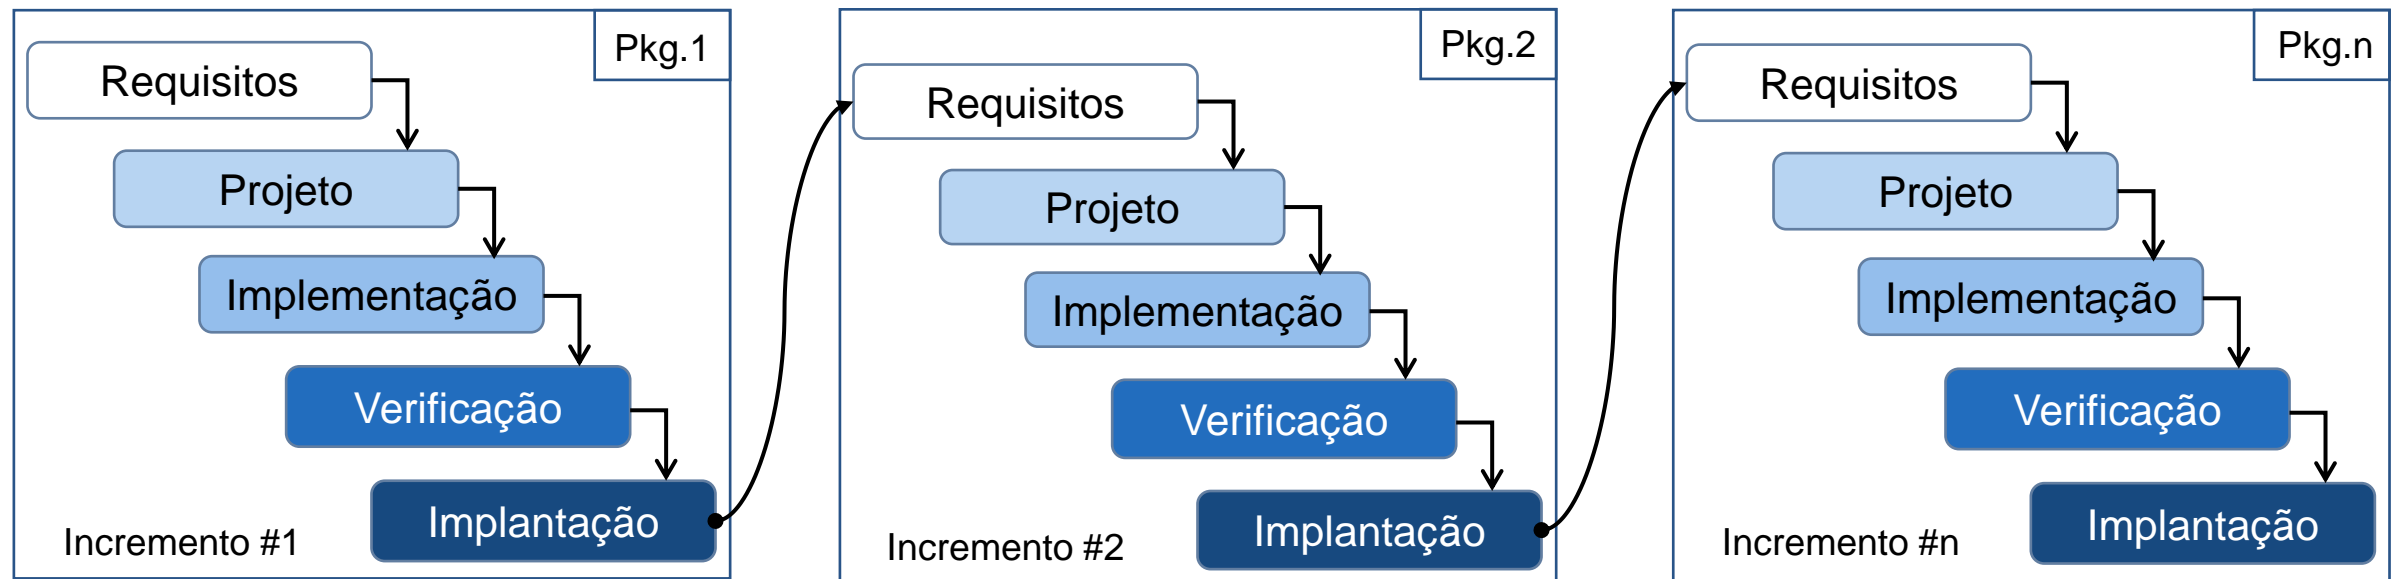 Pkg.1
Requisitos
Projeto
Implementação
Verificação
Implantação
Incremento #1
Pkg.2
Requisitos
Projeto
Implementação
Verificação
Implantação
Incremento #2
Pkg.n
Requisitos
Projeto
Implementação
Verificação
Implantação
Incremento #n